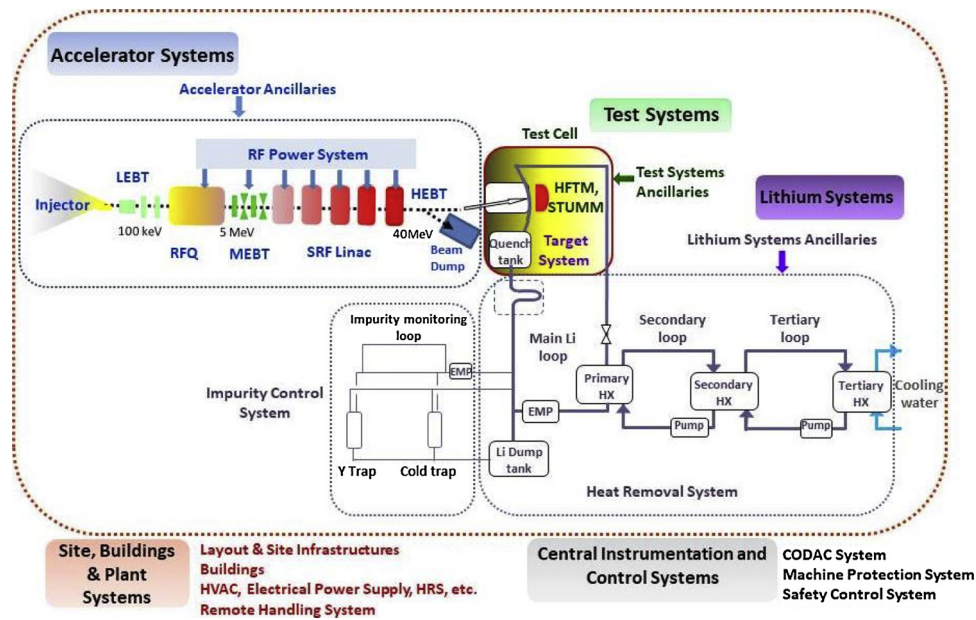 Accelerator Systems
Accelerator Ancillaries
RF Power System
LEBT
Injector
100 keV
RFQ
5 MeV
MEBT
SRF Linac
HEBT
40MeV
Beam
Dump
Test Systems
Test Cell
HFTM,
STUMM
Target
System
Quench
tank
Test Systems
Ancillaries
Lithium Systems
Lithium Systems Ancillaries
Impurity monitoring
loop
EMP
Impurity Control
System
Y Trap
Cold trap
Main Li
loop
EMP
Li Dump
tank
Primary
HX
Secondary
loop
Pump
Secondary
HX
Tertiary
loop
Pump
Tertiary
HX
Cooling
water
Heat Removal System
Site, Buildings
& Plant
Systems
Layout & Site Infrastructures
Buildings
HVAC, Electrical Power Supply, HRS, etc.
Remote Handling System
Central Instrumentation and
Control Systems
CODAC System
Machine Protection System
Safety Control System